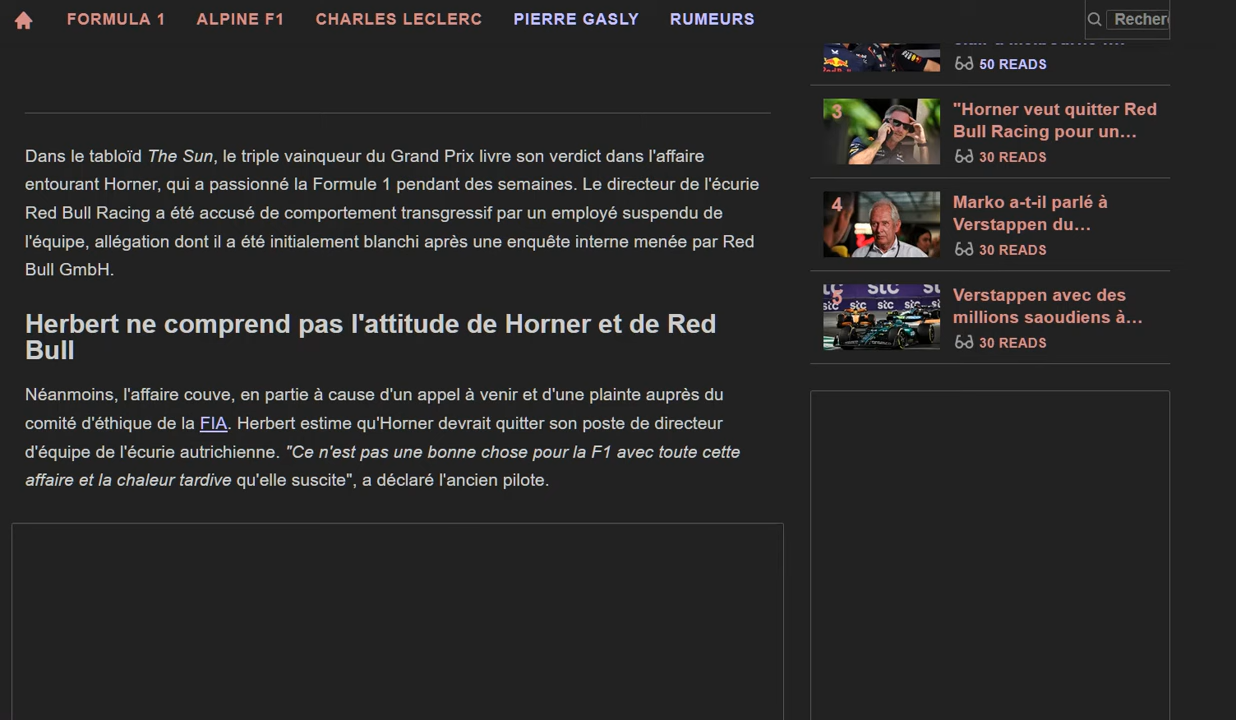 FORMULA 1 ALPINE F1 CHARLES LECLERC PIERRE GASLY RUMEURS
Recher
Dans le tabloïd The Sun, le triple vainqueur du Grand Prix livre son verdict dans l'affaire
entourant Horner, qui a passionné la Formule 1 pendant des semaines. Le directeur de l'écurie
Red Bull Racing a été accusé de comportement transgressif par un employé suspendu de
l'équipe, allégation dont il a été initialement blanchi après une enquête interne menée par Red
Bull GmbH.
Herbert ne comprend pas l'attitude de Horner et de Red
Bull
Néanmoins, l'affaire couve, en partie à cause d'un appel à venir et d'une plainte auprès du
comité d'éthique de la FIA. Herbert estime qu'Horner devrait quitter son poste de directeur
d'équipe de l'écurie autrichienne. "Ce n'est pas une bonne chose pour la F1 avec toute cette
affaire et la chaleur tardive qu'elle suscite", a déclaré l'ancien pilote.
50 READS
3
"Horner veut quitter Red
Bull Racing pour un...
30 READS
4
Marko a-t-il parlé à
Verstappen du...
30 READS
5
stc
stc stc stc
Verstappen avec des
millions saoudiens à...
30 READS